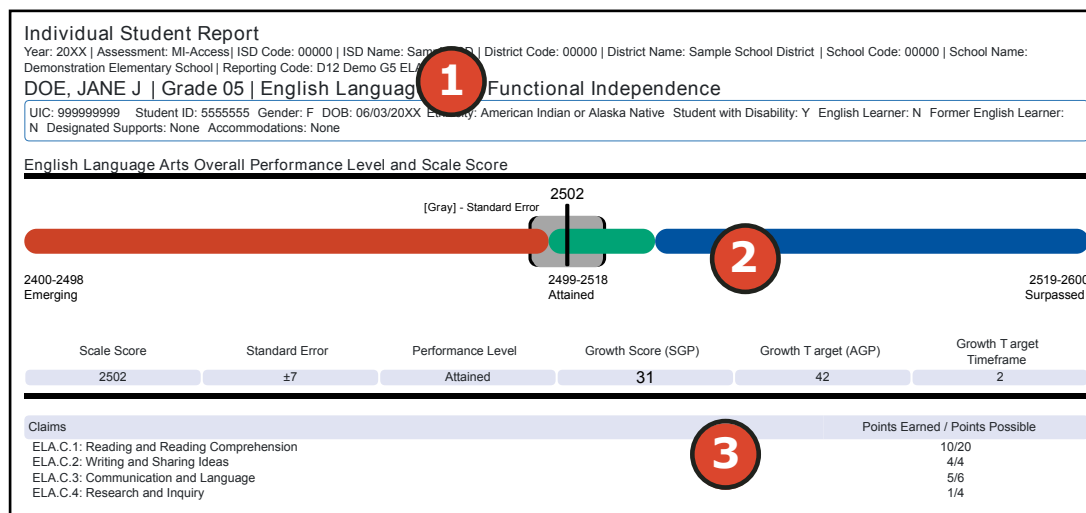 Individual Student Report
Year: 20XX | Assessment: MI-Access| ISD Code: 00000 | ISD Name: Sam D | District Code: 00000 | District Name: Sample School District | School Code: 00000 | School Name:
Demonstration Elementary School | Reporting Code: D12 Demo G5 ELA
1
DOE, JANE J | Grade 05 | English Languag Functional Independence
UIC: 999999999 Student ID: 5555555 Gender: F DOB: 06/03/20XX Ethnicity: American Indian or Alaska Native Student with Disability: Y English Learner: N Former English Learner:
N Designated Supports: None Accommodations: None
English Language Arts Overall Performance Level and Scale Score
2502
[Gray] - Standard Error
2
2400-2498 2499-2518 2519-2600
Emerging Attained Surpassed
Scale Score Standard Error Performance Level Growth Score (SGP) Growth T arget (AGP) Growth T arget
Timeframe
2502 ±7 Attained 31 42 2
Claims Points Earned / Points Possible
3
ELA.C.1: Reading and Reading Comprehension 10/20
ELA.C.2: Writing and Sharing Ideas 4/4
ELA.C.3: Communication and Language 5/6
ELA.C.4: Research and Inquiry 1/4